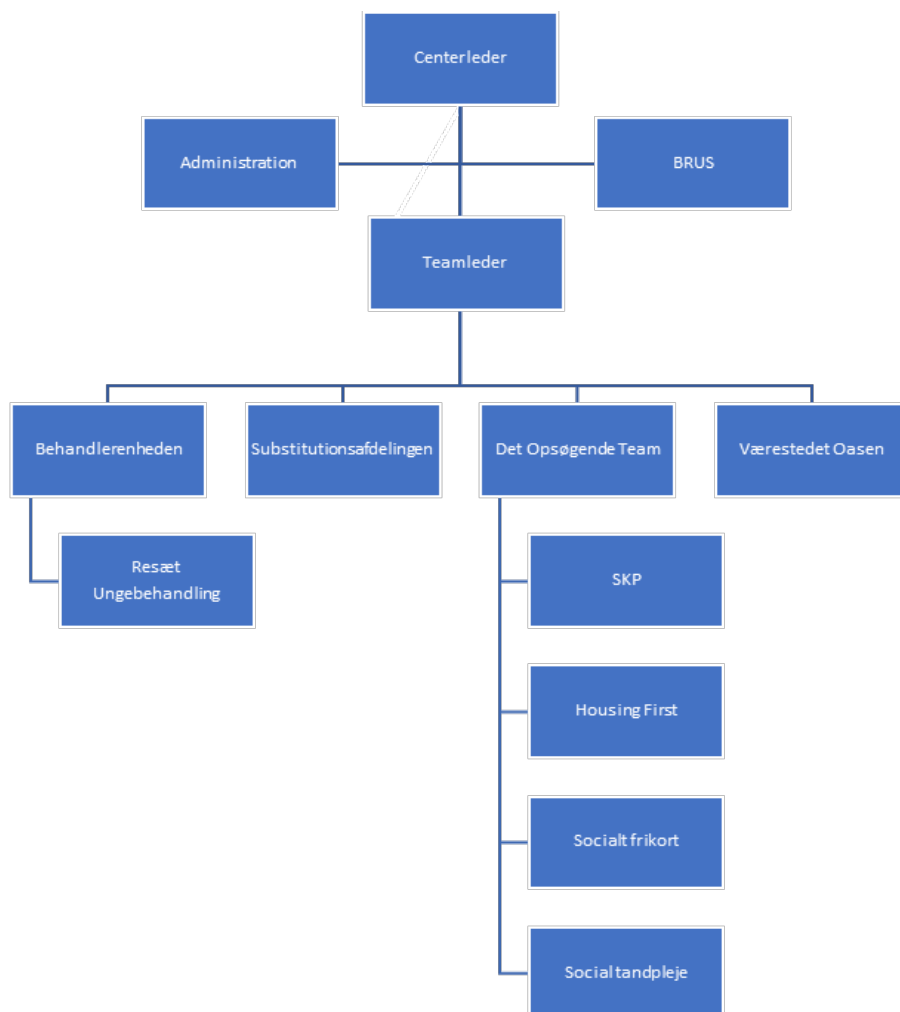 Centerleder
Administration
BRUS
Teamleder
Behandlerenheden
Substitutionsafdelingen
Det Opsøgende Team
Værestedet Oasen
Resæt
Ungebehandling
SKP
Housing First
Socialt frikort
Social tandpleje